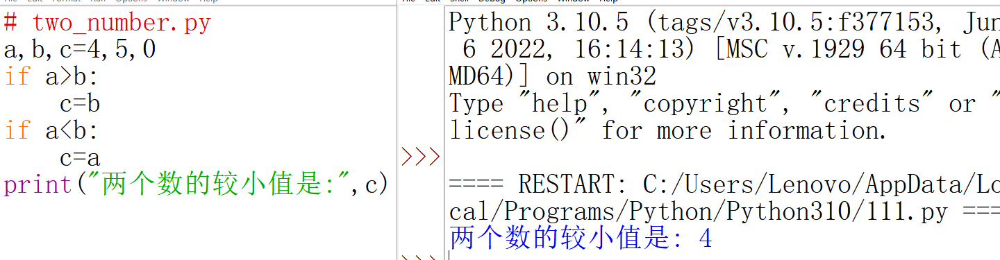 # two_number.py
a,b,c=4,5,0
if a>b:
    c=b
if a<b:
    c=a
print("两个数的较小值是:",c)
Python 3.10.5 (tags/v3.10.5:f377153, Jun
 6 2022, 16:14:13) [MSC v.1929 64 bit (A
MD64)] on win32
Type "help", "copyright", "credits" or "
license()" for more information.
>>>
==== RESTART: C:/Users/Lenovo/AppData/Lo
cal/Programs/Python/Python310/111.py ===
两个数的较小值是: 4
>>>